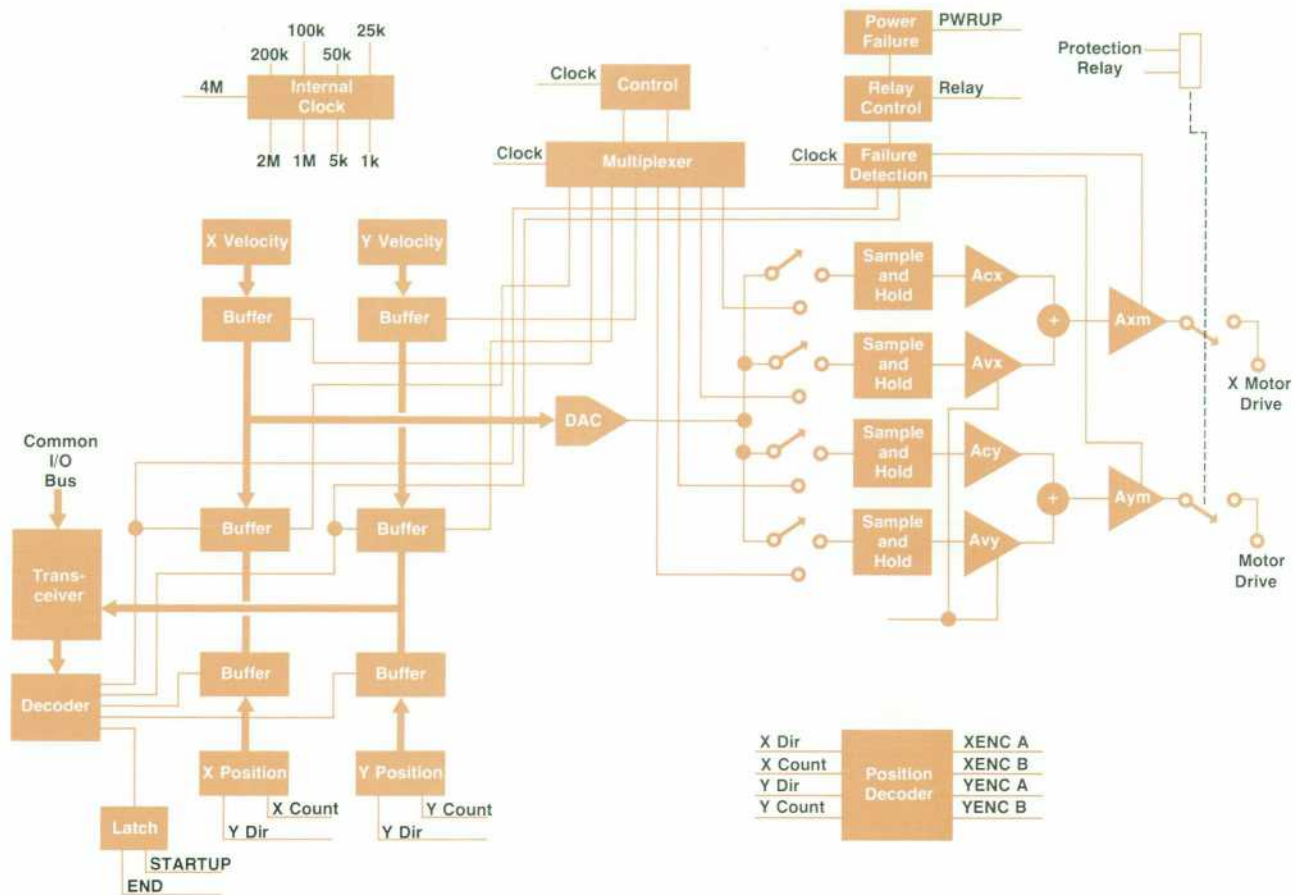 100k
25k
200k
50k
4M
Internal
Clock
2M
1M
5k
1k
Clock
Control
Clock
Multiplexer
Power
Failure
PWRUP
Relay
Control
Relay
Clock
Failure
Detection
Protection
Relay
X Velocity
Y Velocity
Buffer
Buffer
DAC
Sample
and
Hold
Acx
+
Axm
Sample
and
Hold
Avx
X Motor
Drive
Sample
and
Hold
Acy
+
Aym
Sample
and
Hold
Avy
Motor
Drive
Common
I/O
Bus
Buffer
Buffer
Trans-
ceiver
Decoder
Buffer
Buffer
X Position
Y Position
X Count
Y Dir
Y Count
Y Dir
Latch
STARTUP
END
X Dir
X Count
Y Dir
Y Count
Position
Decoder
XENC A
XENC B
YENC A
YENC B